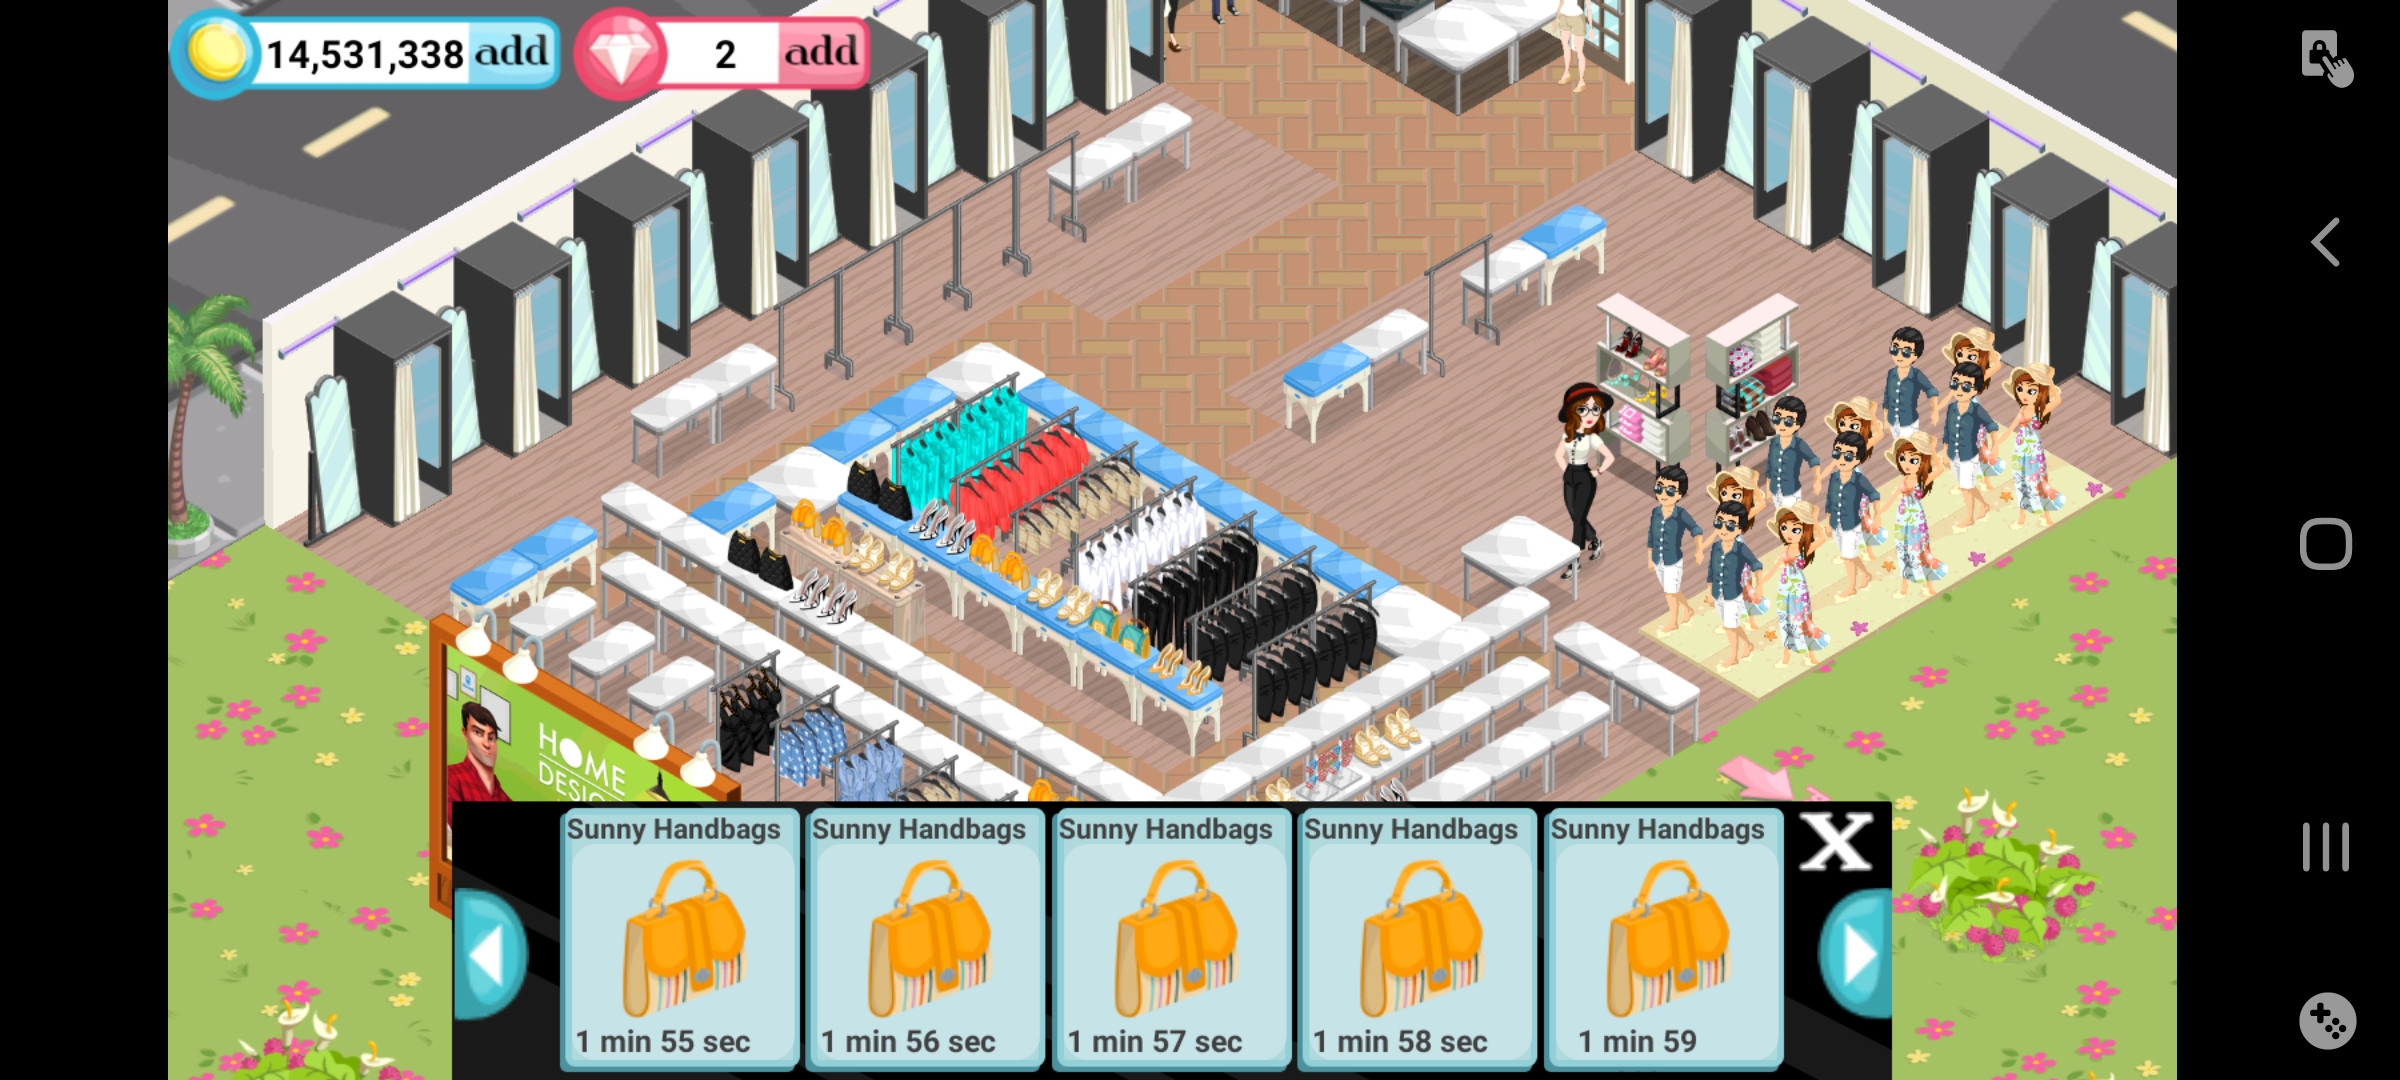 14,531,338 add
2 add
HOME
Sunny Handbags
1 min 55 sec
Sunny Handbags
1 min 56 sec
Sunny Handbags
1 min 57 sec
Sunny Handbags
1 min 58 sec
Sunny Handbags
1 min 59
X